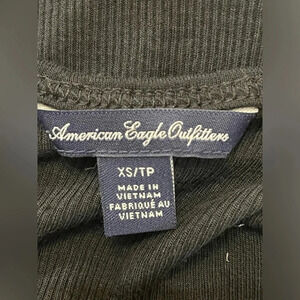 American Eagle Outfitters
XS/TP
MADE IN
VIETNAM
FABRIQUÉ AU
VIETNAM